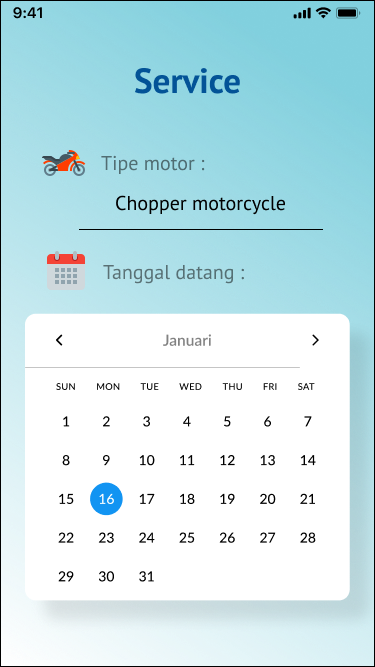 9:41
Service
Tipe motor :
Chopper motorcycle
Tanggal datang :
Januari
SUN MON TUE WED THU FRI SAT
1 2 3 4 5 6 7
8 9 10 11 12 13 14
15 16 17 18 19 20 21
22 23 24 25 26 27 28
29 30 31